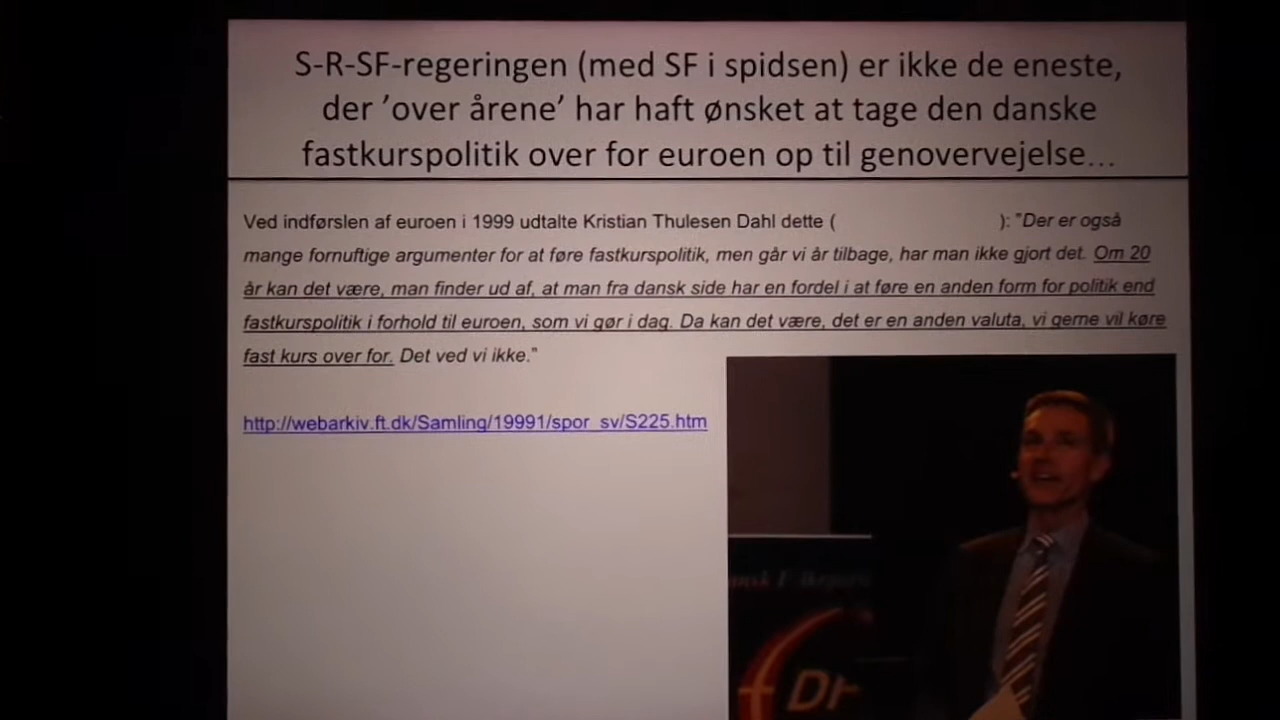 S-R-SF-regeringen (med SF i spidsen) er ikke de eneste,
der ’over årene’ har haft ønsket at tage den danske
fastkurspolitik over for euroen op til genovervejelse...
Ved indførslen af euroen i 1999 udtalte Kristian Thulesen Dahl dette ( ): "Der er også
mange fornuftige argumenter for at føre fastkurspolitik, men går vi år tilbage, har man ikke gjort det. Om 20
år kan det være, man finder ud af, at man fra dansk side har en fordel i at føre en anden form for politik end
fastkurspolitik i forhold til euroen, som vi gør i dag. Da kan det være, det er en anden valuta, vi gerne vil køre
fast kurs over for. Det ved vi ikke."
http://webarkiv.ft.dk/Samling/19991/spor_sv/S225.htm